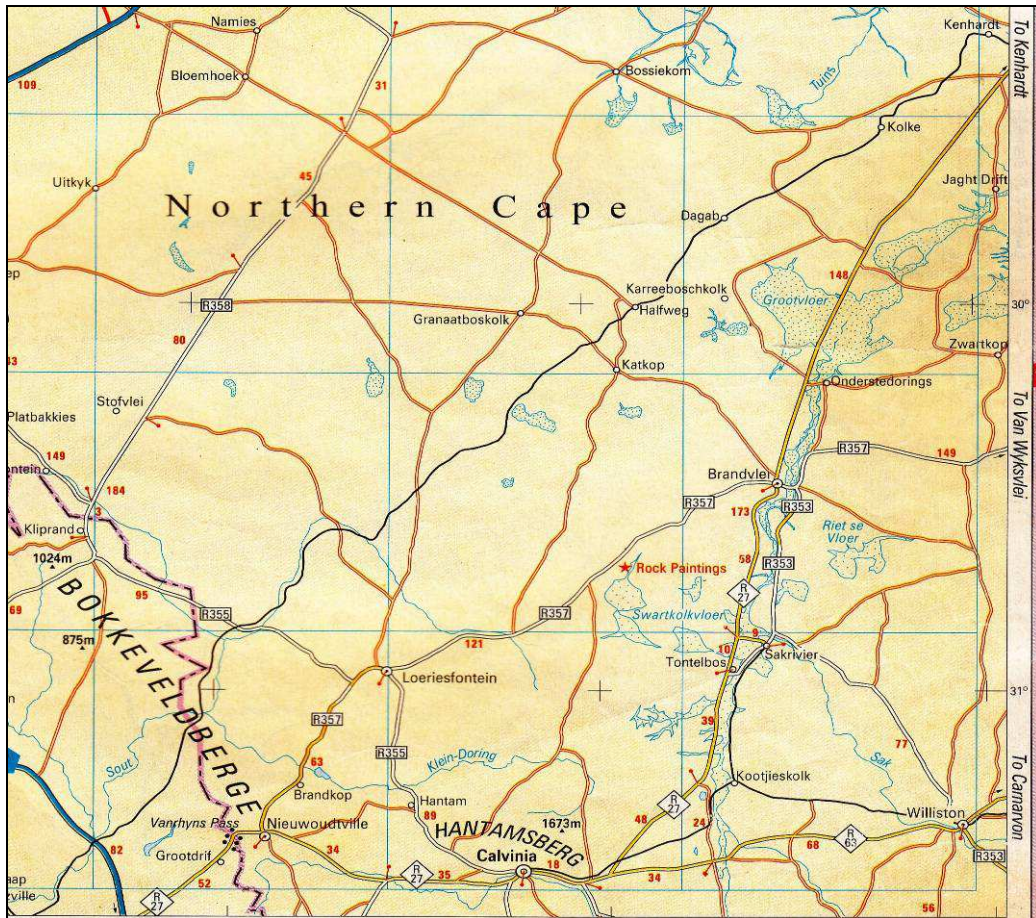 Namies
Kenhardt
To Kenhardt
Bloemhoek
Bossiekom
109
31
Tuins
Kolke
Uitkyk
45
Jaght Drift
Northern Cape
Dagab
148
Karreeboschkolk
Grootvloer
R358
Halfweg
30°
Granaatboskolk
80
Zwartkop
Katkop
Onderstedorings
Stofvlei
To Van Wyksvlei
Platbakkies
149
R357
149
Brandvlei
184
R357
R353
173
3
Kliprand
Riet se
Vloer
1024m
58
R353
Rock Paintings
95
R27
69
R355
R357
Swartkolkvloer
BOKKEVELDBERGE
875m
121
9
10
Sakrivier
Tontelbos
Loeriesfontein
31°
R357
39
R355
77
Klein-Doring
Sak
To Carnarvon
Sout
63
Kootjieskolk
Brandkop
Hantam
R27
89
1673m
48
24
Williston
Vanrhyns Pass
Nieuwoudtville
HANTAMSBERG
R63
82
34
Calvinia
68
Grootdrif
18
R353
52
R27
35
34
R27
56